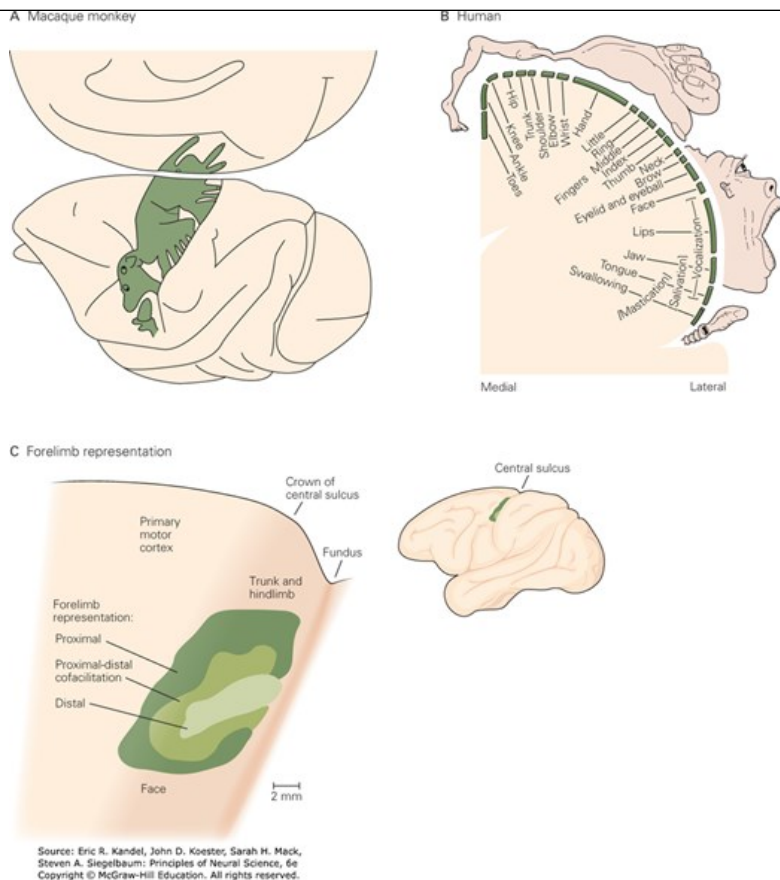 A Macaque monkey
B Human
Toes
Ankle
Knee
Hip
Trunk
Shoulder
Elbow
Wrist
Hand
Little
Ring
Middle
Index
Thumb
Fingers
Neck
Brow
Eyelid and eyeball
Face
Lips
Vocalization
Jaw
Tongue
Salivation
Swallowing
[Mastication]
Medial
Lateral
C Forelimb representation
Crown of
central sulcus
Central sulcus
Primary
motor
cortex
Fundus
Trunk and
hindlimb
Forelimb
representation:
Proximal
Proximal-distal
cofacilitation
Distal
Face
2 mm
Source: Eric R. Kandel, John D. Koester, Sarah H. Mack,
Steven A. Siegelbaum: Principles of Neural Science, 6e
Copyright © McGraw-Hill Education. All rights reserved.